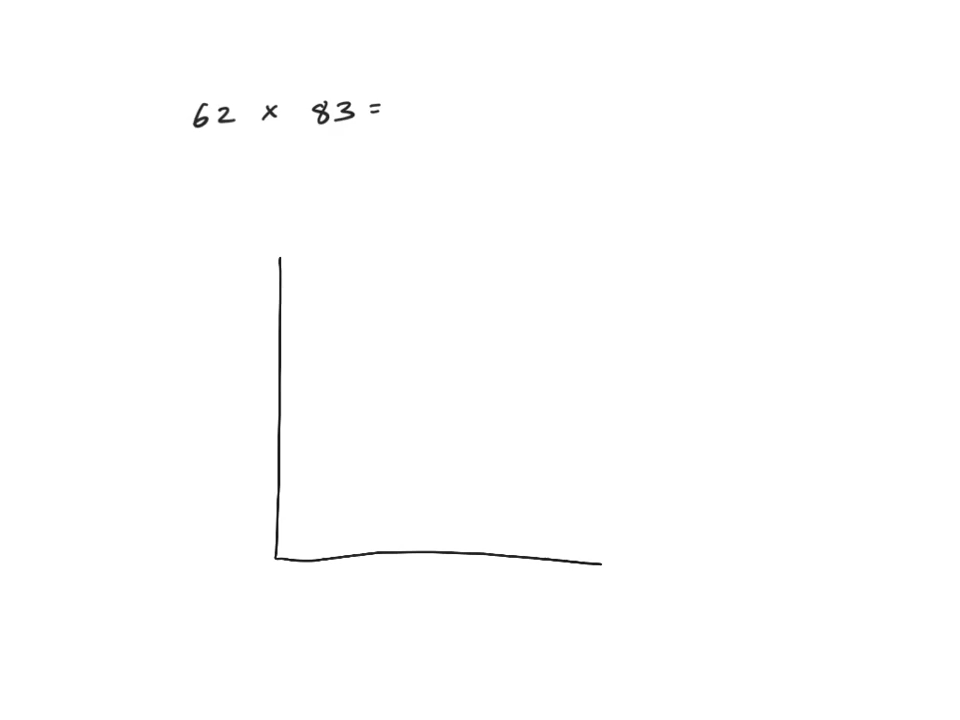 62 × 83 =